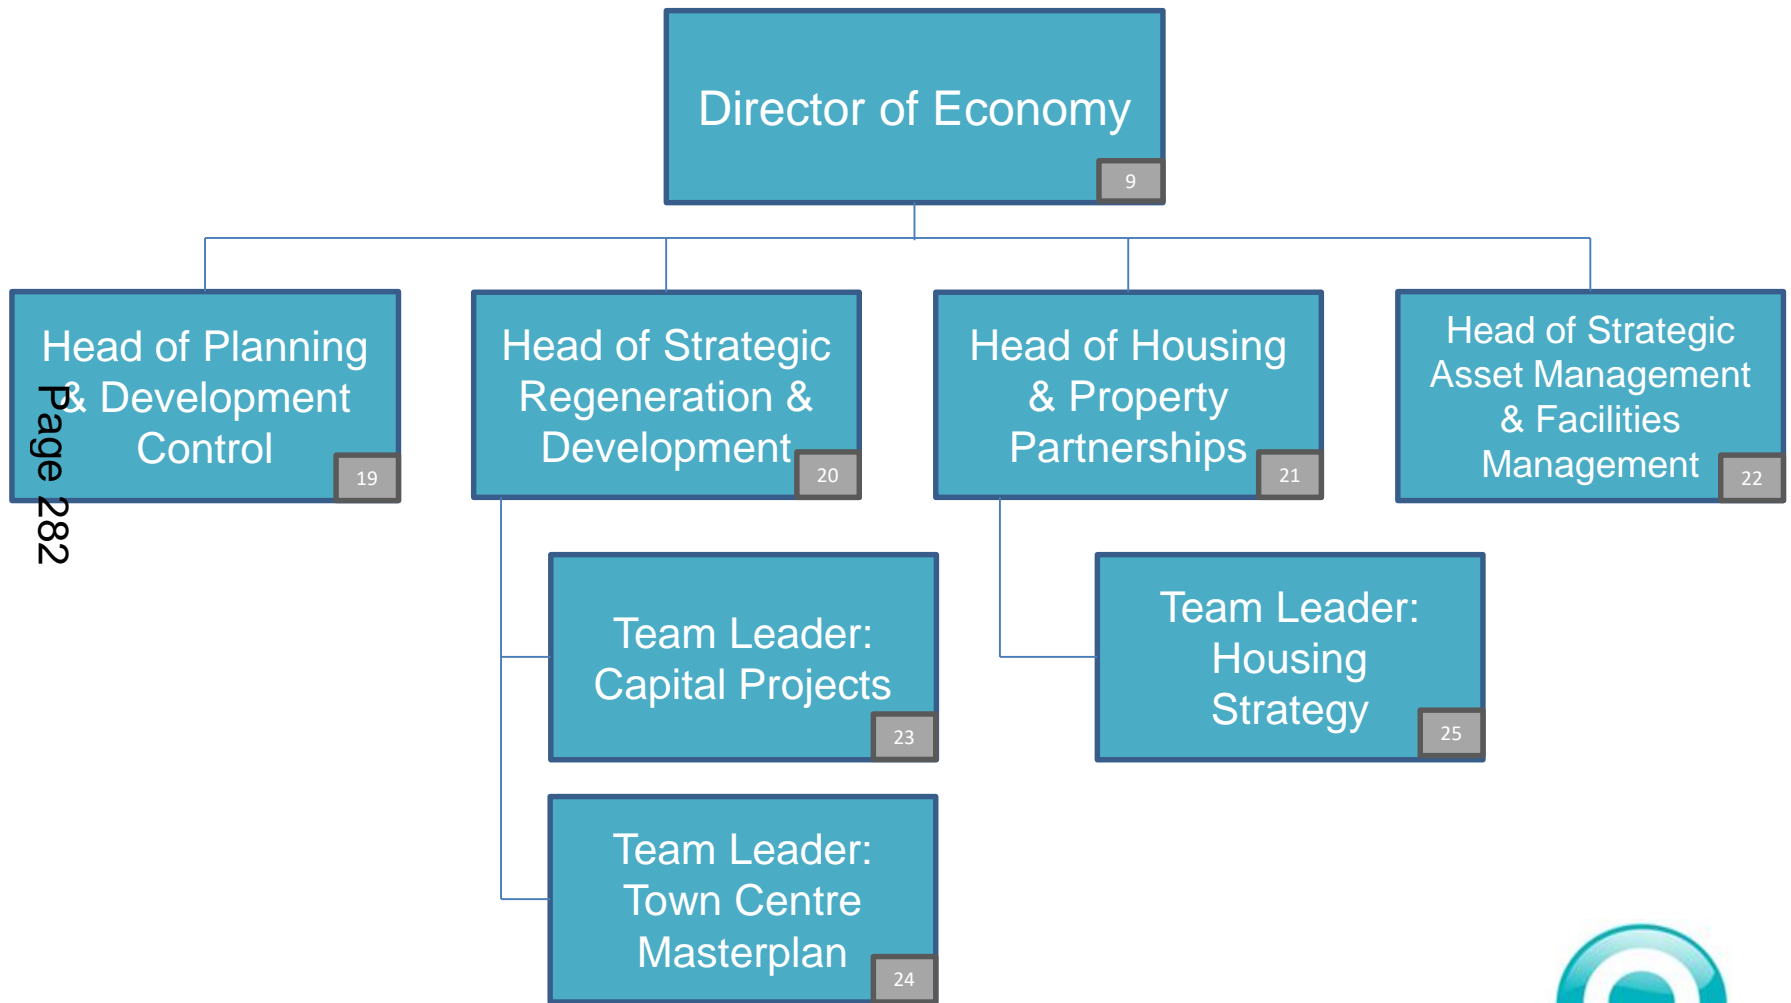 Director of Economy
9
Head of Planning
& Development
Control
19
Head of Strategic
Regeneration &
Development
20
Head of Housing
& Property
Partnerships
21
Head of Strategic
Asset Management
& Facilities
Management
22
Page 282
Team Leader:
Capital Projects
23
Team Leader:
Housing
Strategy
25
Team Leader:
Town Centre
Masterplan
24